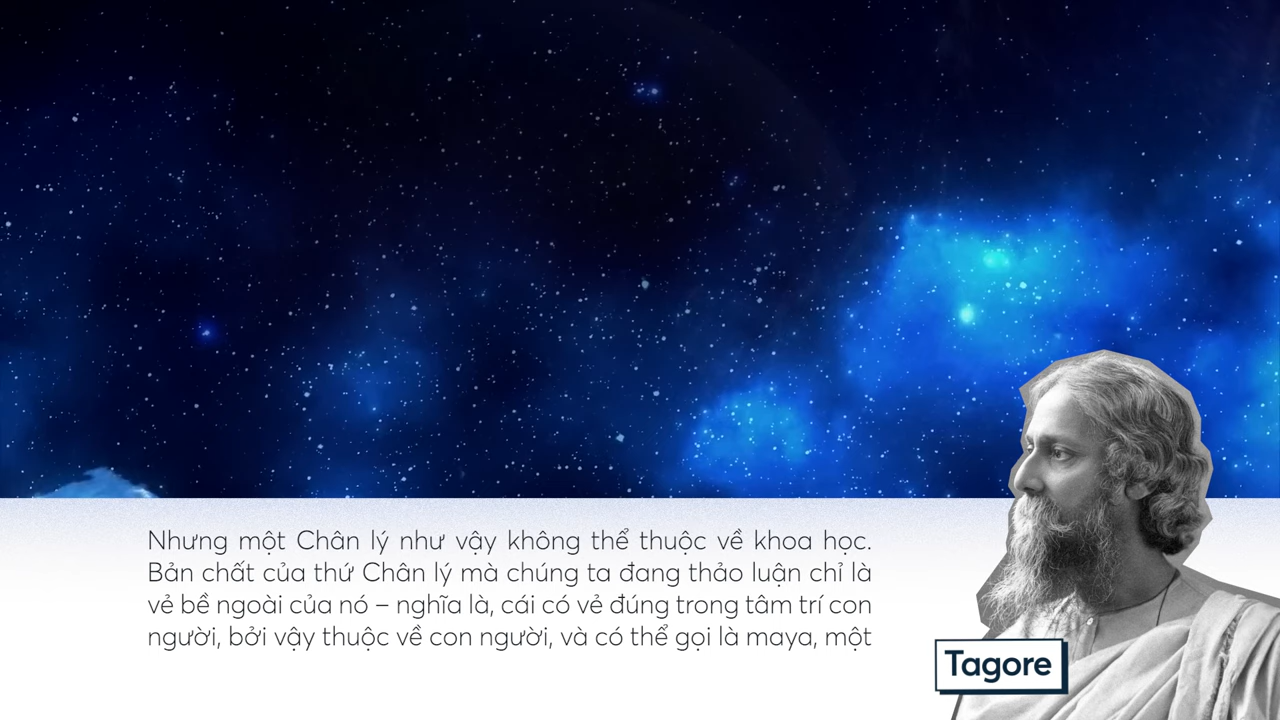 Nhưng một Chân lý như vậy không thể thuộc về khoa học.
Bản chất của thứ Chân lý mà chúng ta đang thảo luận chỉ là
vẻ bề ngoài của nó – nghĩa là, cái có vẻ đúng trong tâm trí con
người, bởi vậy thuộc về con người, và có thể gọi là maya, một
Tagore